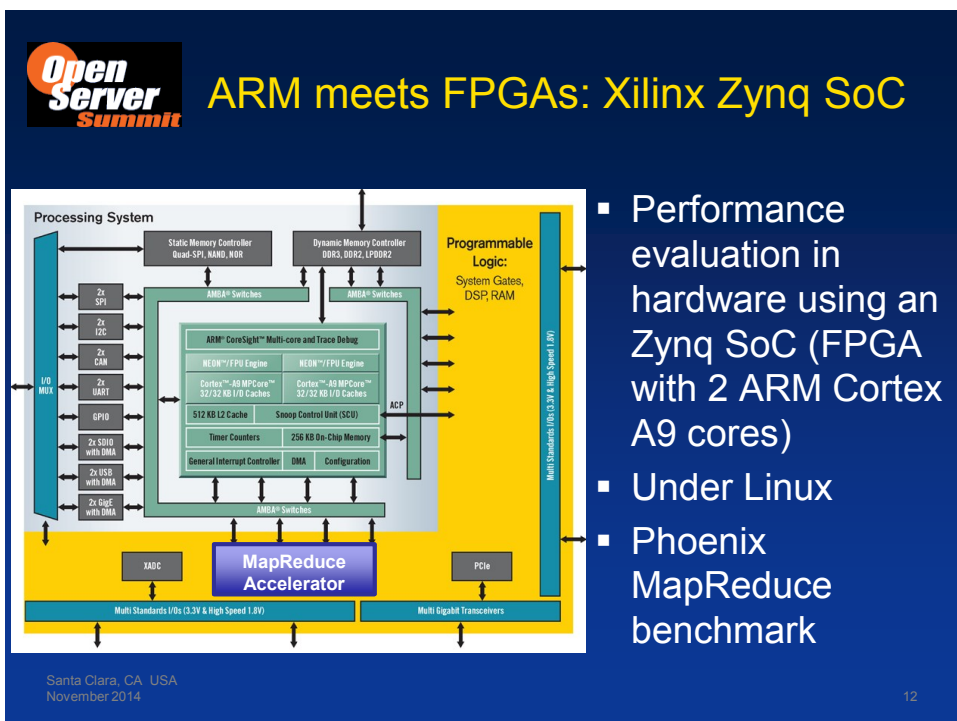 Open
Server
Summit
ARM meets FPGAs: Xilinx Zynq SoC
Processing System
Static Memory Controller
Quad-SPI, NAND, NOR
Dynamic Memory Controller
DDR3, DDR2, LPDDR2
Programmable
Logic:
System Gates,
DSP, RAM
AMBA® Switches
AMBA® Switches
I/O
MUX
2x
SPI
2x
I2C
2x
CAN
2x
UART
GPIO
2x SDIO
with DMA
2x USB
with DMA
2x GigE
with DMA
ARM® CoreSight™ Multi-core and Trace Debug
NEON™/FPU Engine
NEON™/FPU Engine
Cortex™-A9 MPCore™
32/32 KB I/D Caches
Cortex™-A9 MPCore™
32/32 KB I/D Caches
512 KB L2 Cache
Snoop Control Unit (SCU)
Timer Counters
256 KB On-Chip Memory
General Interrupt Controller
DMA
Configuration
ACP
AMBA® Switches
Multi Standards I/Os (3.3V & High Speed 1.8V)
XADC
MapReduce
Accelerator
PCIe
Multi Standards I/Os (3.3V & High Speed 1.8V)
Multi Gigabit Transceivers
▪ Performance
evaluation in
hardware using an
Zynq SoC (FPGA
with 2 ARM Cortex
A9 cores)
▪ Under Linux
▪ Phoenix
MapReduce
benchmark
Santa Clara, CA USA
November 2014
12